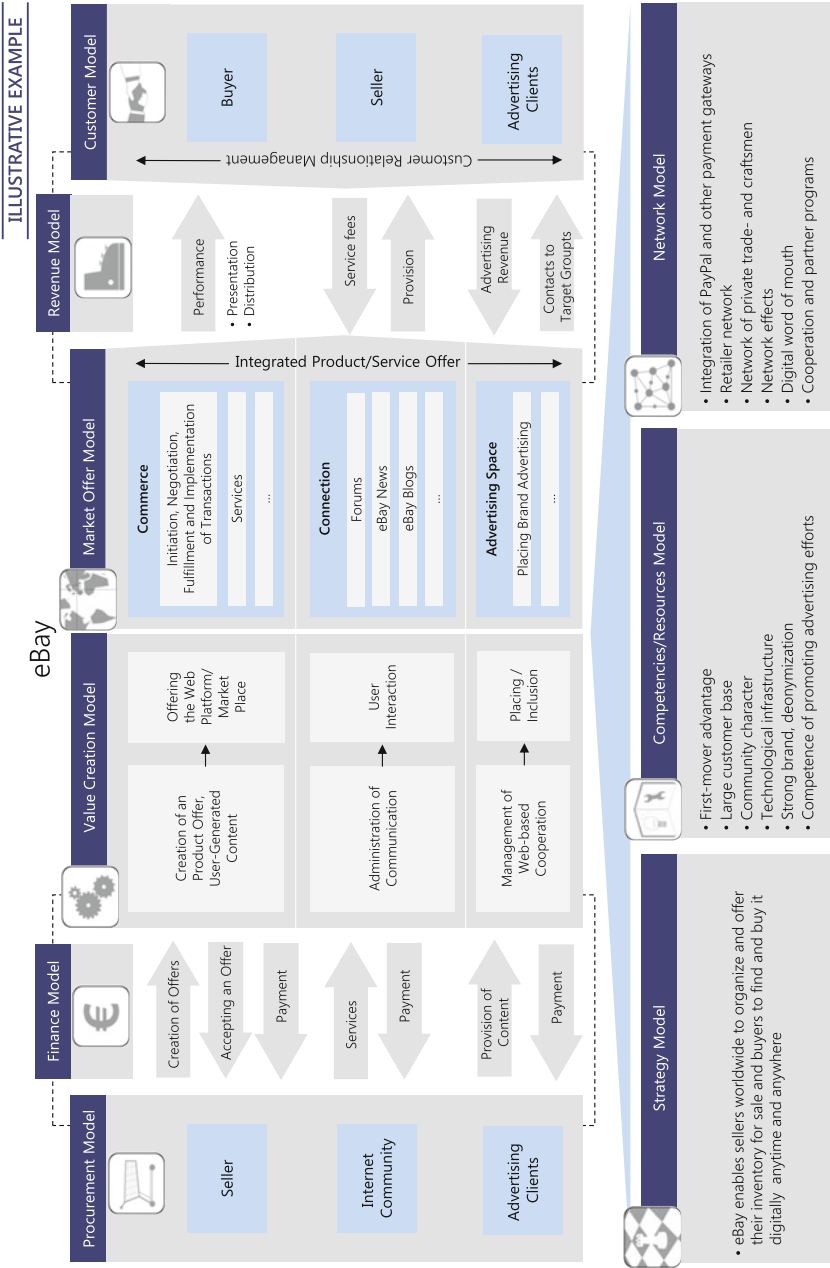 ILLUSTRATIVE EXAMPLE
eBay
Procurement Model
Seller
Internet
Community
Advertising
Clients
Finance Model
Creation of Offers
Accepting an Offer
Payment
Services
Payment
Provision of
Content
Payment
Value Creation Model
Creation of an
Product Offer,
User-Generated
Content
Offering
the Web
Platform/
Market
Place
Administration of
Communication
User
Interaction
Management of
Web-based
Cooperation
Placing /
Inclusion
Market Offer Model
Commerce
Initiation, Negotiation,
Fulfillment and Implementation
of Transactions
Services
...
Connection
Forums
eBay News
eBay Blogs
...
Advertising Space
Placing Brand Advertising
...
Integrated Product/Service Offer
Revenue Model
Performance
• Presentation
• Distribution
Service fees
Provision
Advertising
Revenue
Contacts to
Target Groupts
Customer Model
Customer Relationship Management
Buyer
Seller
Advertising
Clients
Strategy Model
• eBay enables sellers worldwide to organize and offer
their inventory for sale and buyers to find and buy it
digitally anytime and anywhere
Competencies/Resources Model
• First-mover advantage
• Large customer base
• Community character
• Technological infrastructure
• Strong brand, deonymization
• Competence of promoting advertising efforts
Network Model
• Integration of PayPal and other payment gateways
• Retailer network
• Network of private trade- and craftsmen
• Network effects
• Digital word of mouth
• Cooperation and partner programs